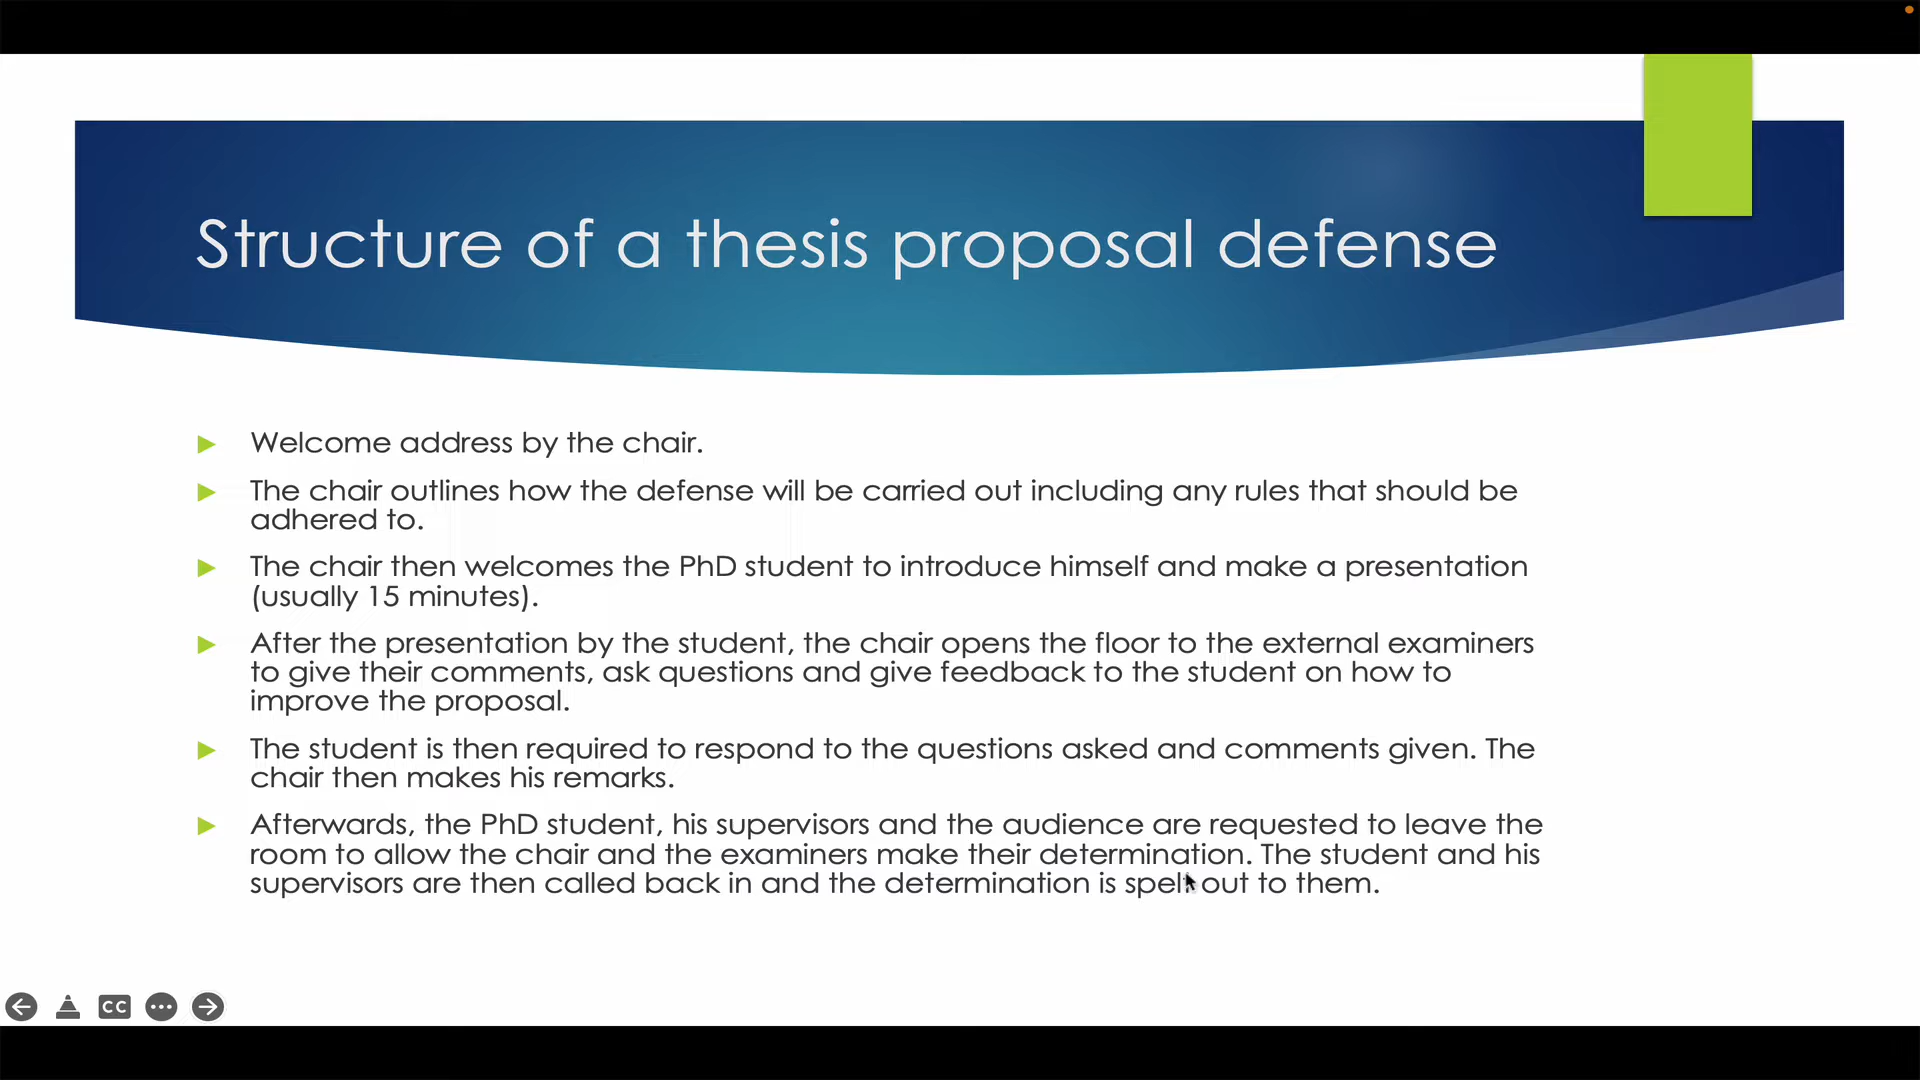 Structure of a thesis proposal defense
Welcome address by the chair.
The chair outlines how the defense will be carried out including any rules that should be
adhered to.
The chair then welcomes the PhD student to introduce himself and make a presentation
(usually 15 minutes).
After the presentation by the student, the chair opens the floor to the external examiners
to give their comments, ask questions and give feedback to the student on how to
improve the proposal.
The student is then required to respond to the questions asked and comments given. The
chair then makes his remarks.
Afterwards, the PhD student, his supervisors and the audience are requested to leave the
room to allow the chair and the examiners make their determination. The student and his
supervisors are then called back in and the determination is spelt out to them.
CC